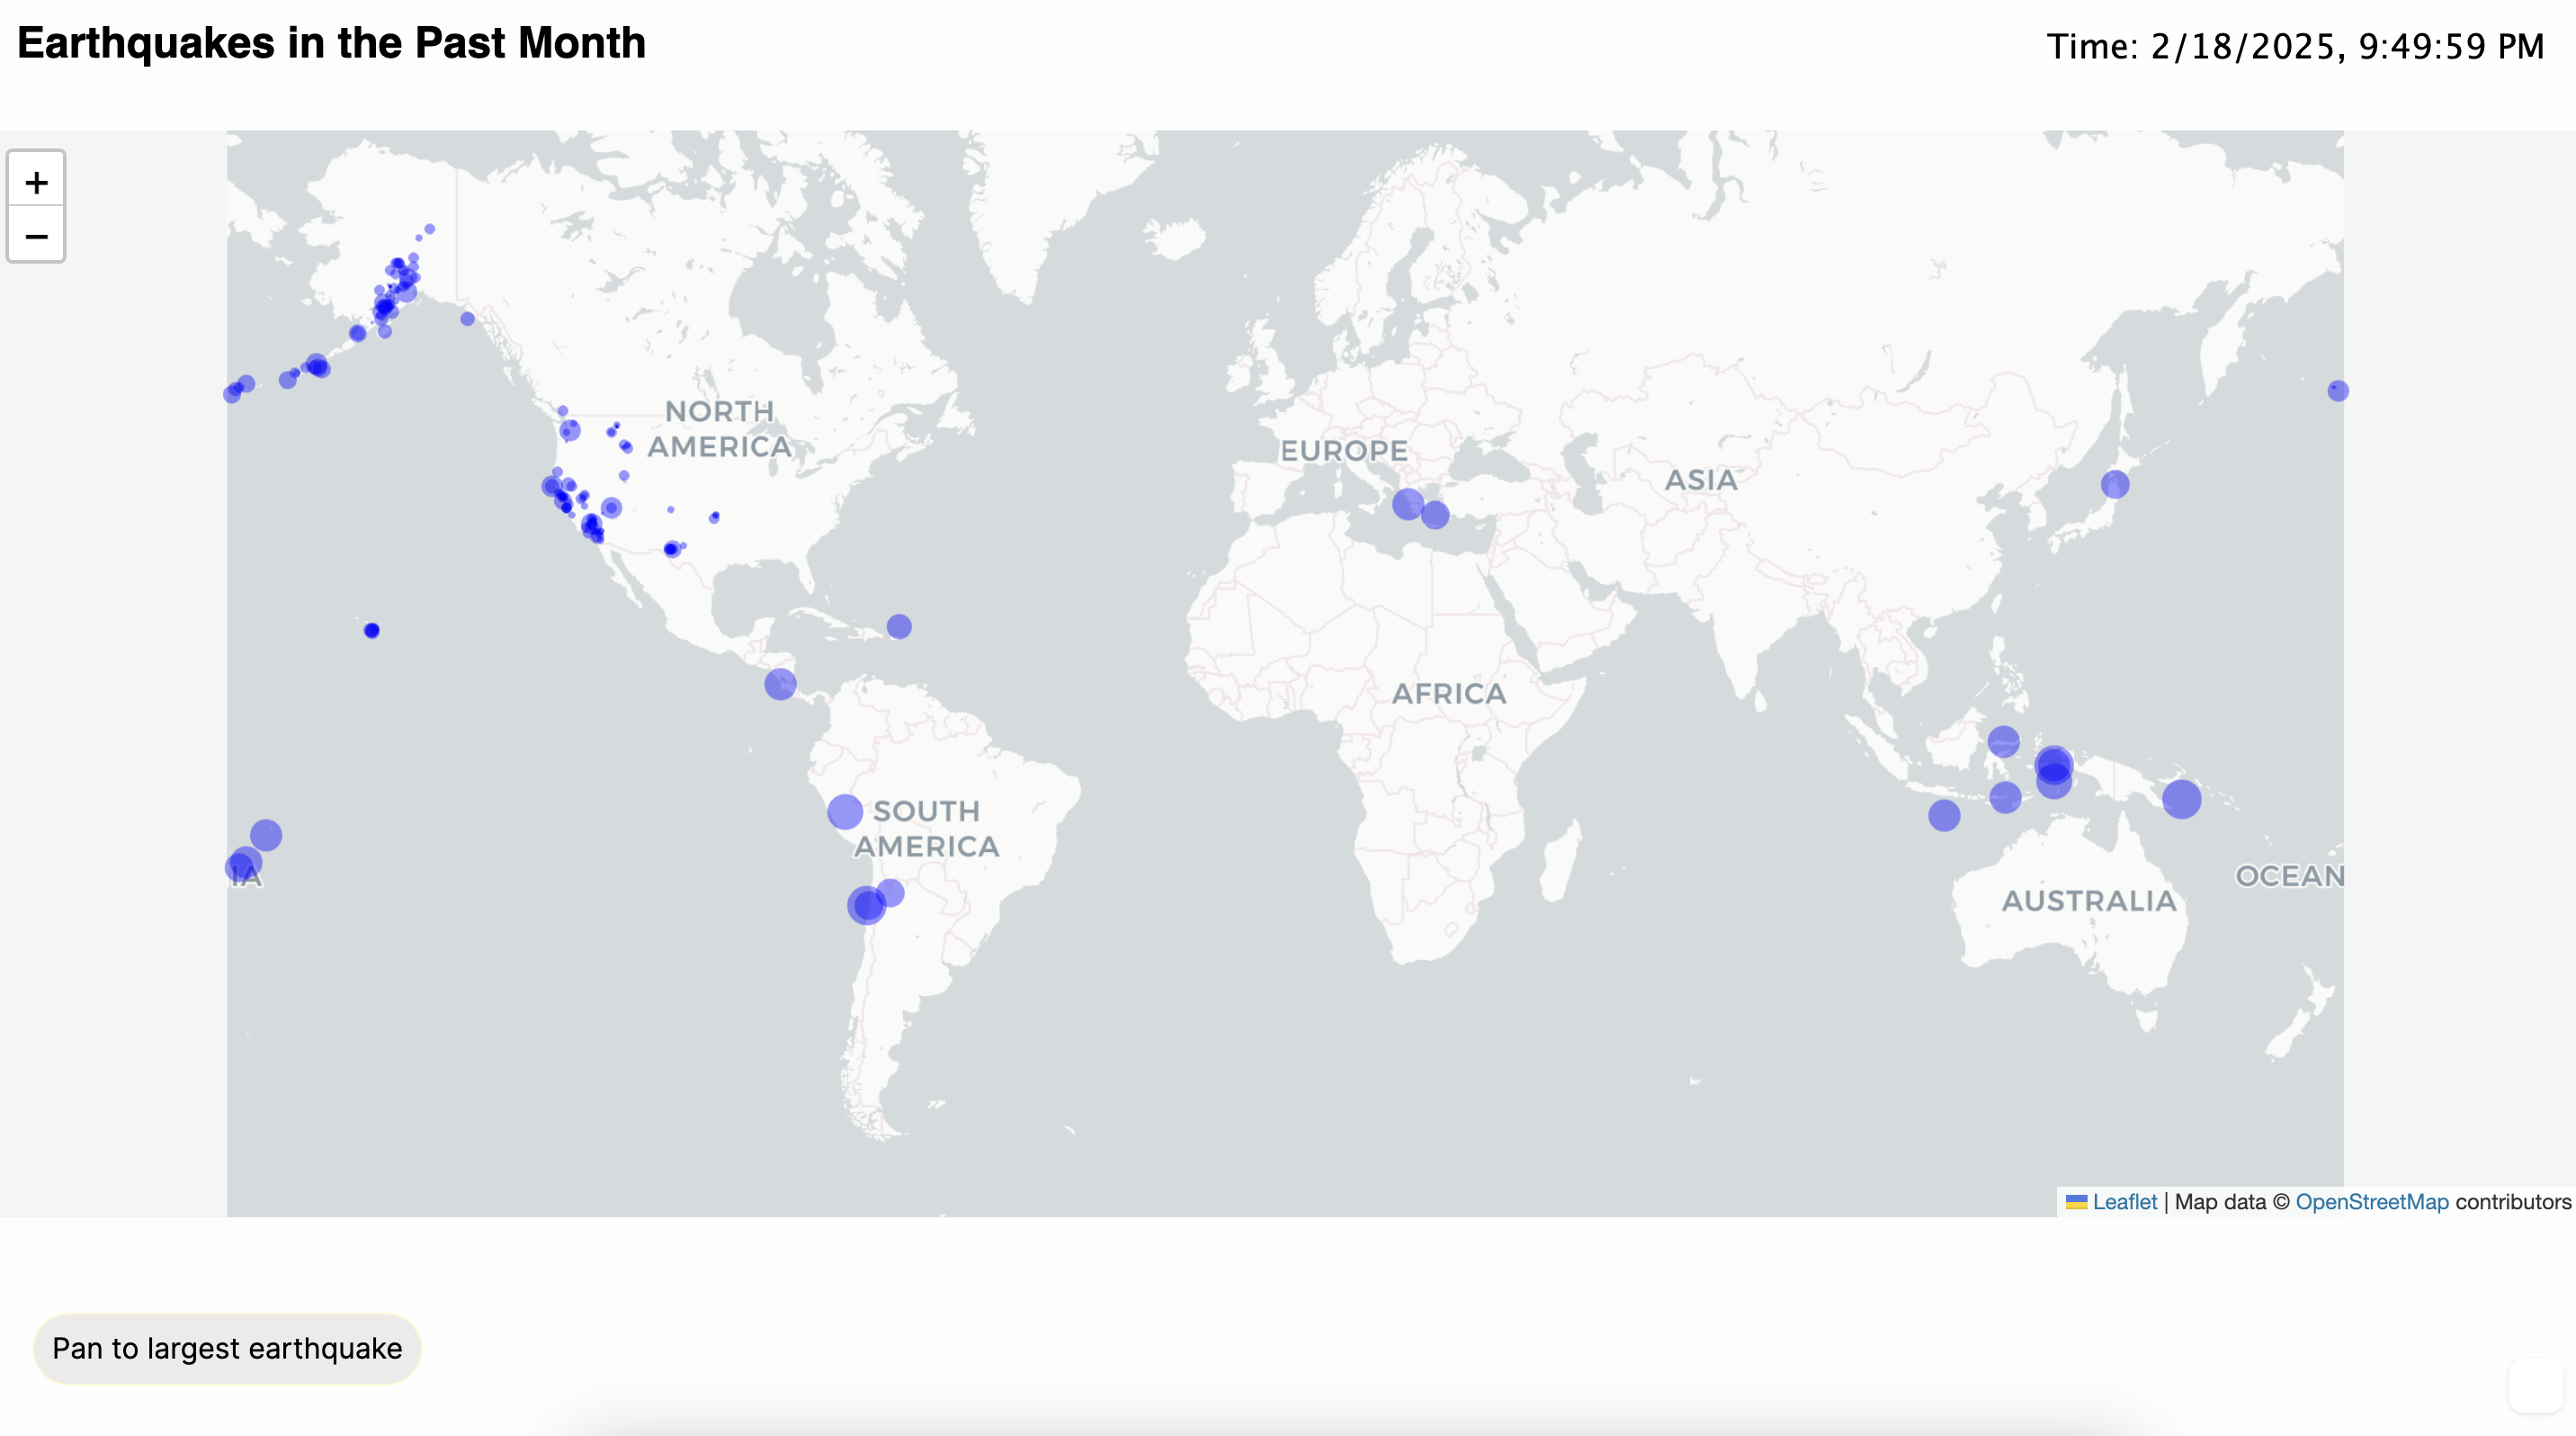 Earthquakes in the Past Month
Time: 2/18/2025, 9:49:59 PM
+
−
NORTH
AMERICA
EUROPE
ASIA
AFRICA
SOUTH
AMERICA
IA
OCEAN
AUSTRALIA
Leaflet | Map data © OpenStreetMap contributors
Pan to largest earthquake